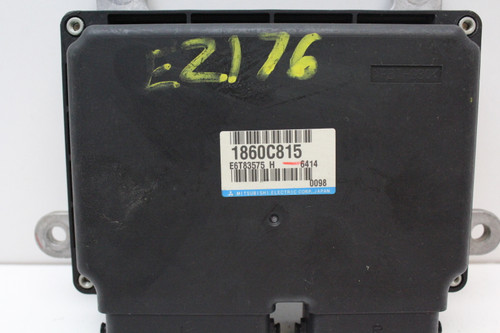 E2176
1860C815
E6T83575 H 6414
0098
MITSUBISHI ELECTRIC CORP. JAPAN